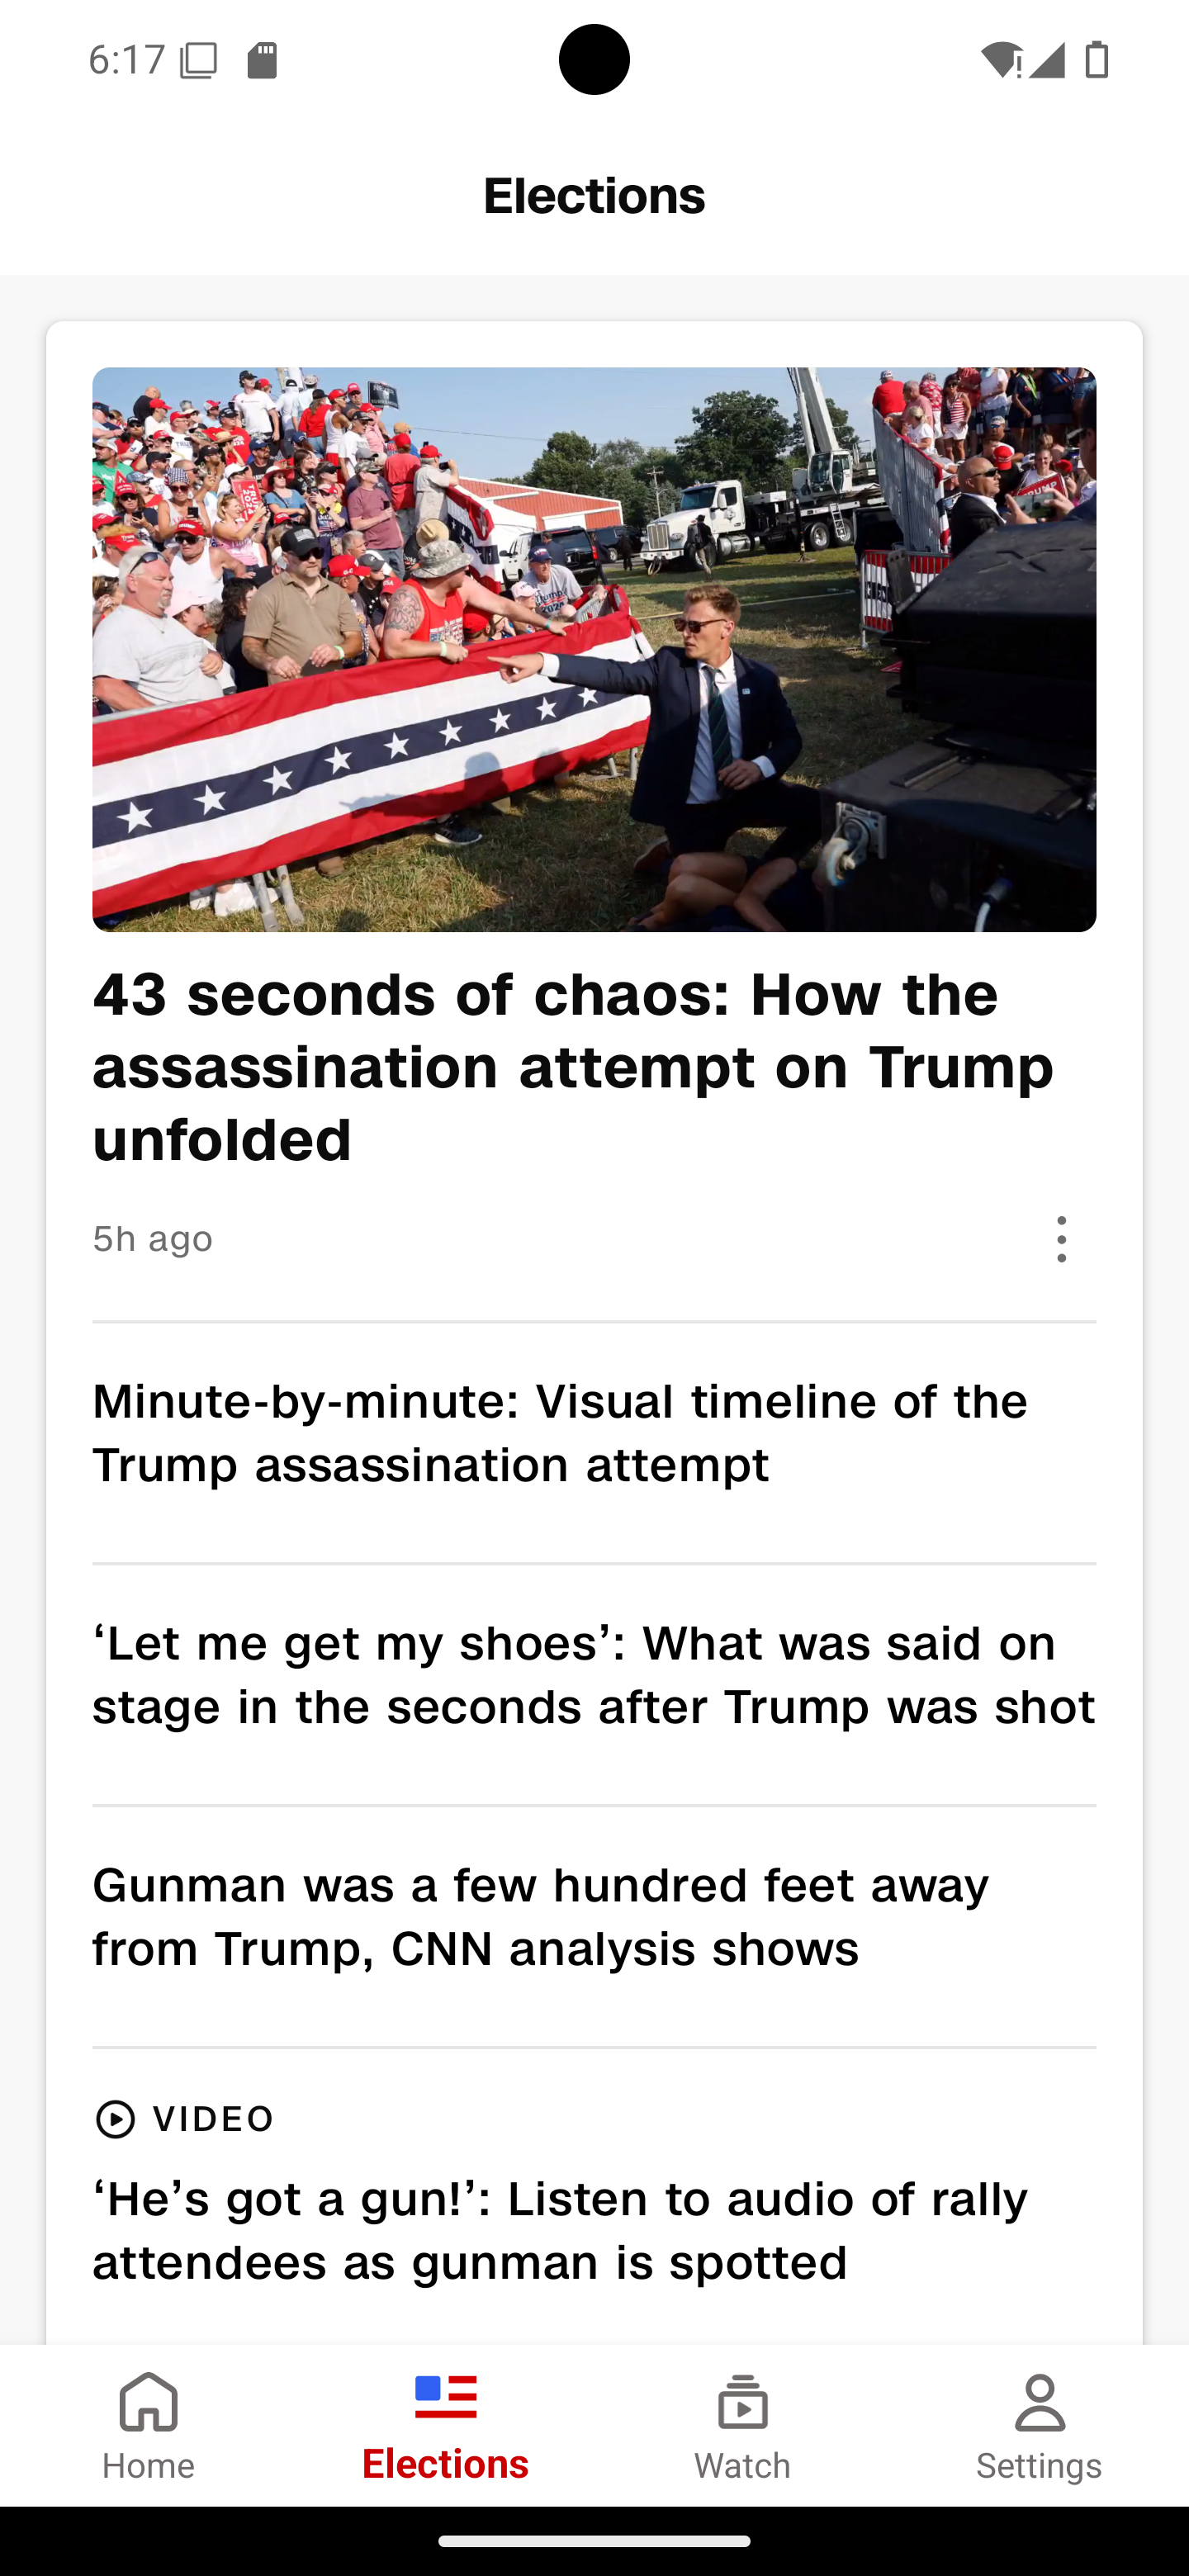 6:17
Elections
43 seconds of chaos: How the
assassination attempt on Trump
unfolded
5h ago
Minute-by-minute: Visual timeline of the
Trump assassination attempt
‘Let me get my shoes’: What was said on
stage in the seconds after Trump was shot
Gunman was a few hundred feet away
from Trump, CNN analysis shows
VIDEO
‘He’s got a gun!’: Listen to audio of rally
attendees as gunman is spotted
Home
Elections
Watch
Settings